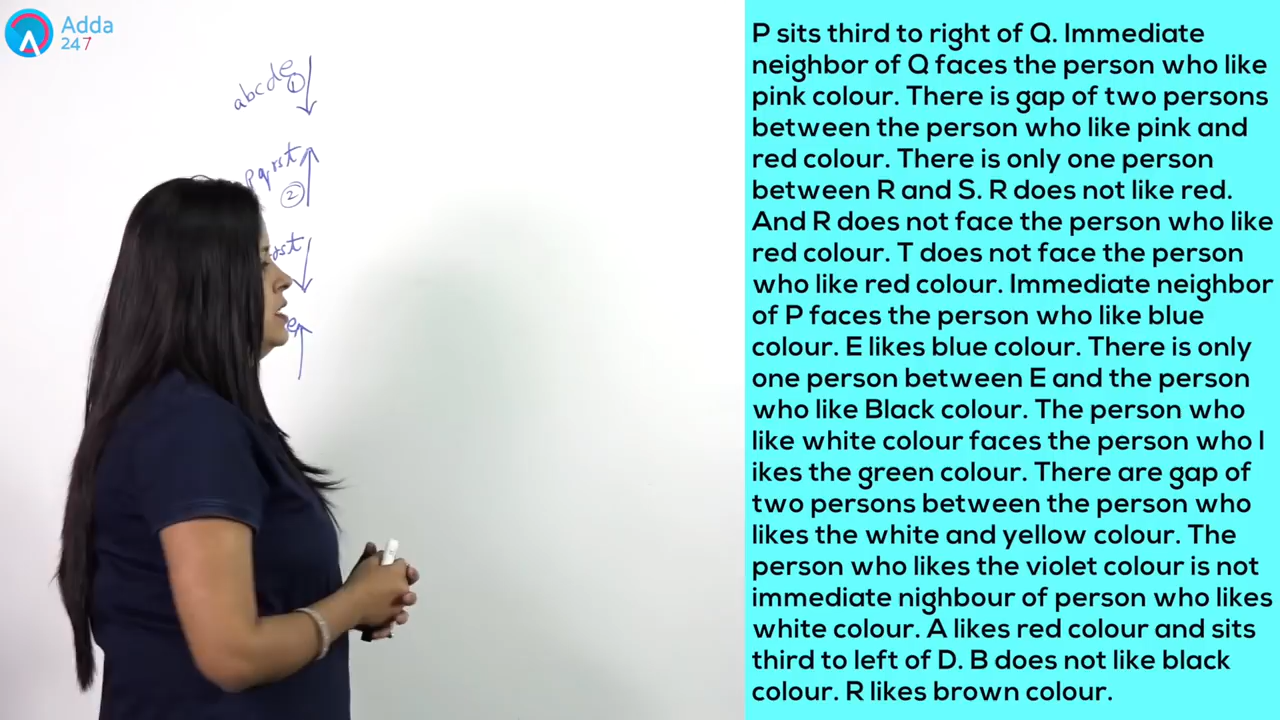 Adda
247
abcde ①
pqrst
②
rst
e
P sits third to right of Q. Immediate
neighbor of Q faces the person who like
pink colour. There is gap of two persons
between the person who like pink and
red colour. There is only one person
between R and S. R does not like red.
And R does not face the person who like
red colour. T does not face the person
who like red colour. Immediate neighbor
of P faces the person who like blue
colour. E likes blue colour. There is only
one person between E and the person
who like Black colour. The person who
like white colour faces the person who l
ikes the green colour. There are gap of
two persons between the person who
likes the white and yellow colour. The
person who likes the violet colour is not
immediate nighbour of person who likes
white colour. A likes red colour and sits
third to left of D. B does not like black
colour. R likes brown colour.